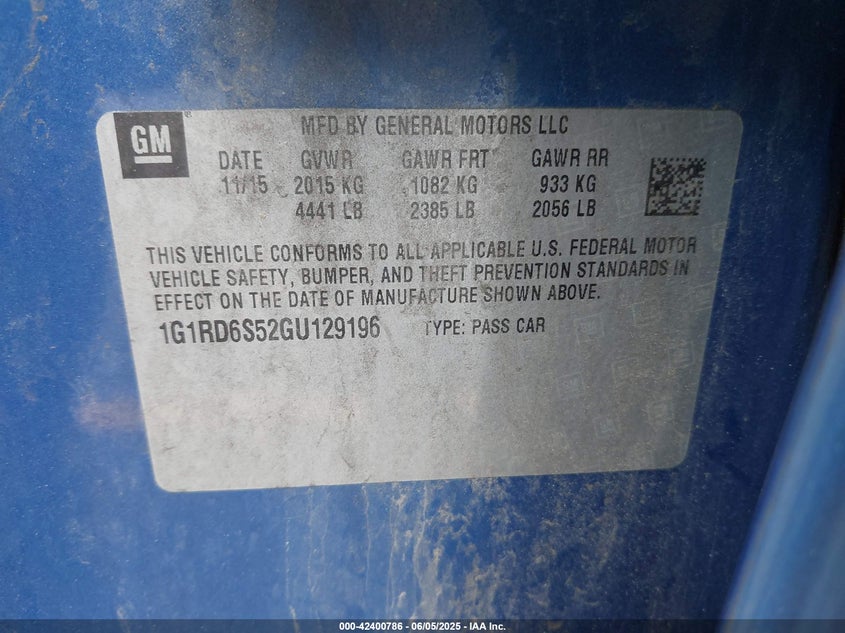 GM
MFD BY GENERAL MOTORS LLC
DATE GVWR GAWR FRT GAWR RR
11/15 2015 KG 1082 KG 933 KG
4441 LB 2385 LB 2056 LB
THIS VEHICLE CONFORMS TO ALL APPLICABLE U.S. FEDERAL MOTOR
VEHICLE SAFETY, BUMPER, AND THEFT PREVENTION STANDARDS IN
EFFECT ON THE DATE OF MANUFACTURE SHOWN ABOVE.
1G1RD6S52GU129196 TYPE: PASS CAR
000-42400786 - 06/05/2025 - IAA Inc.